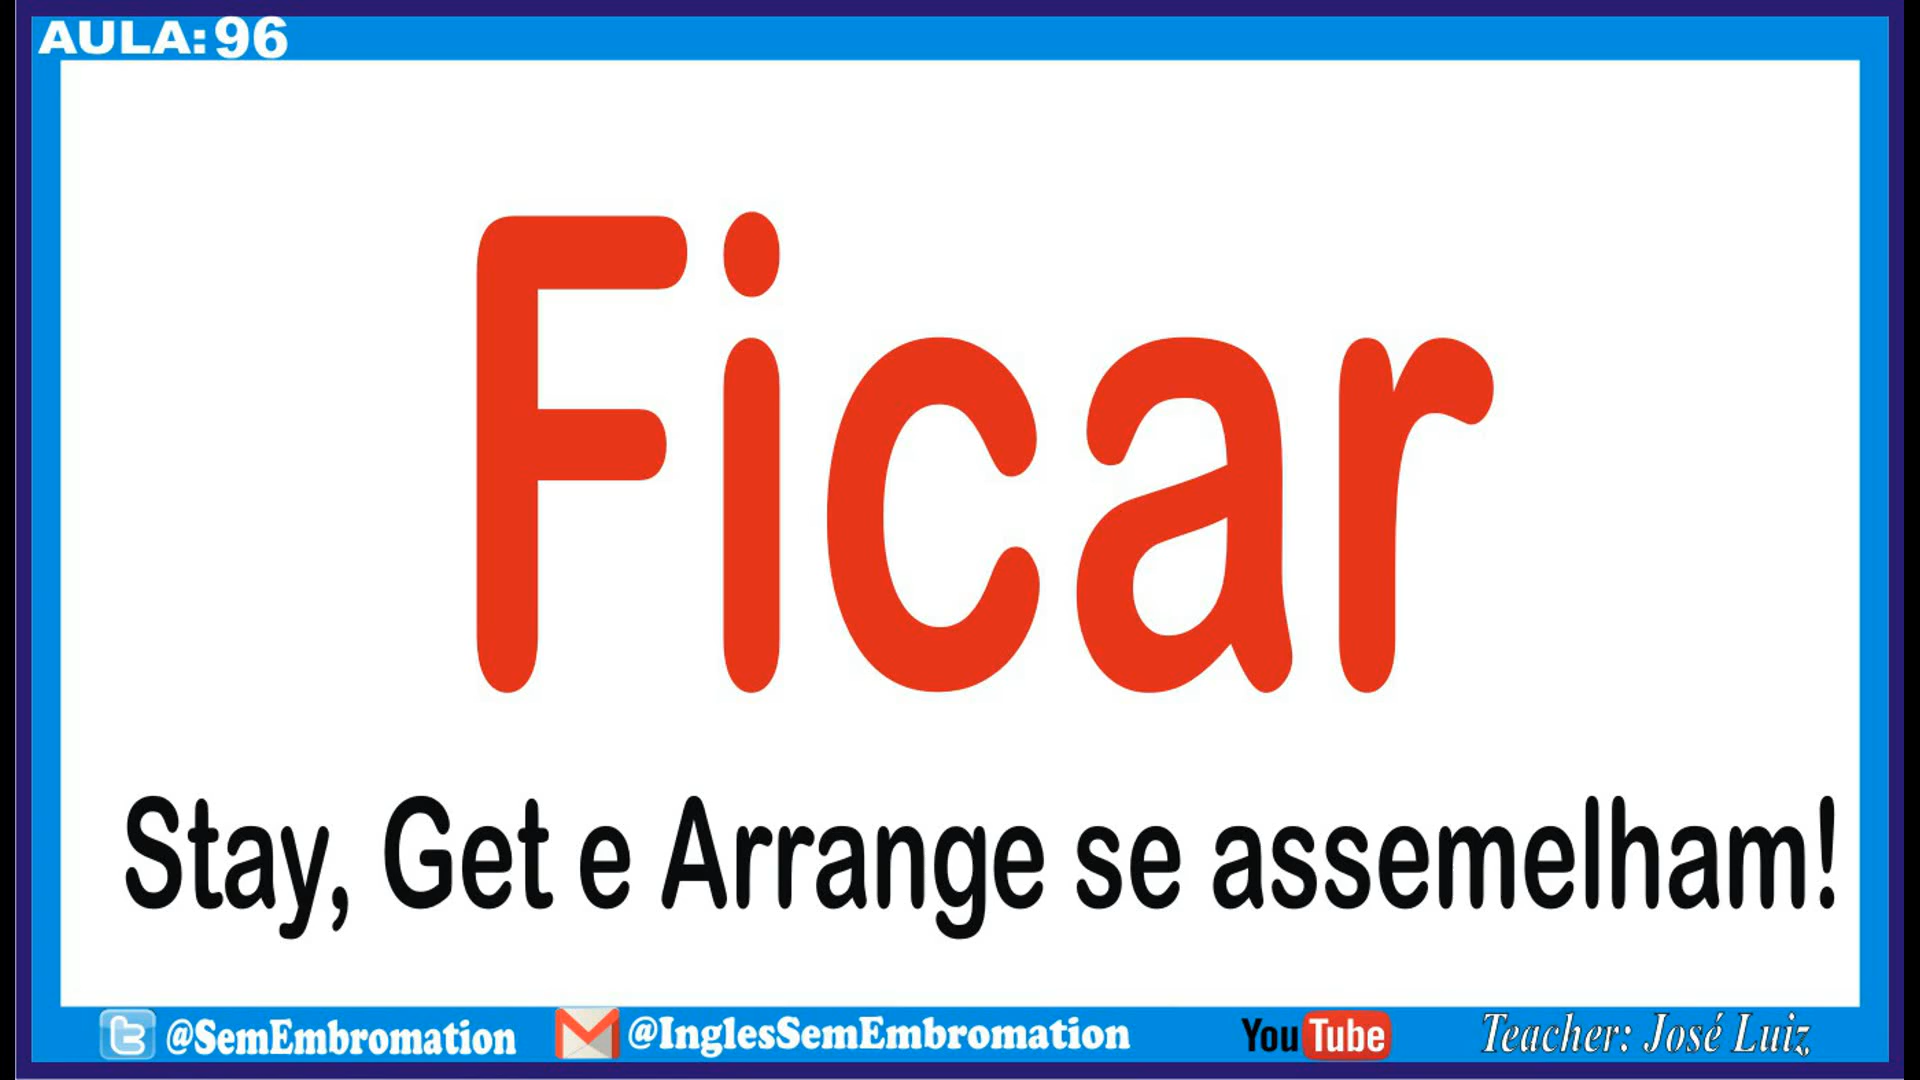 AULA: 96
Ficar
Stay, Get e Arrange se assemelham!
@SemEmbromation @InglesSemEmbromation YouTube Teacher: José Luiz